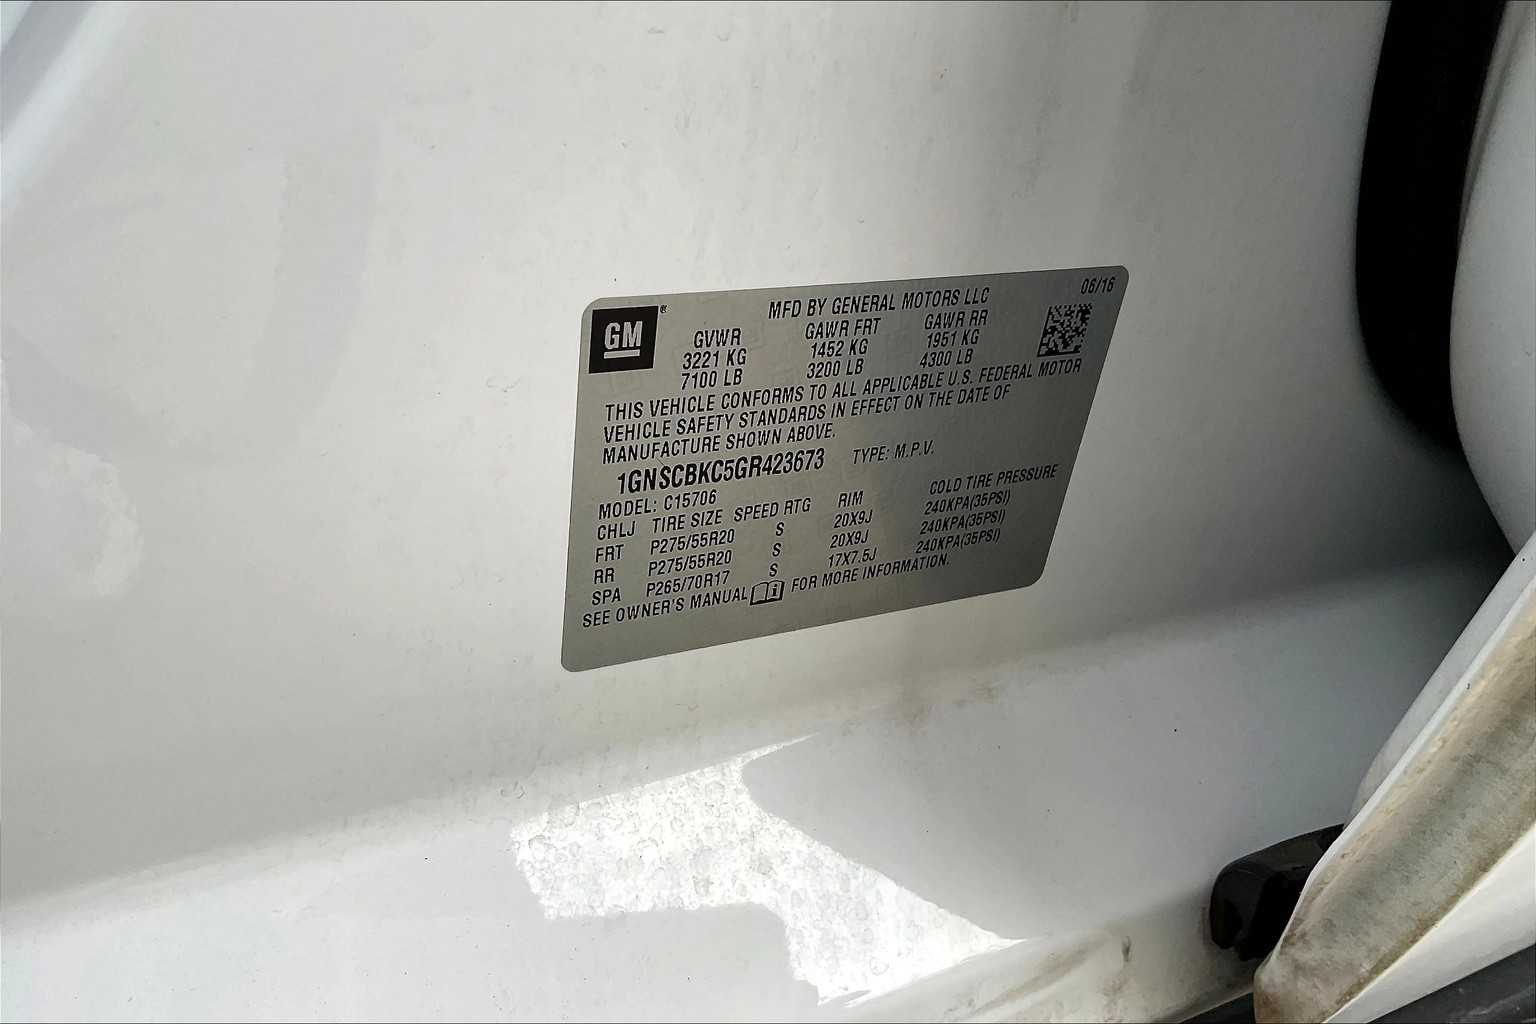 GM ®
MFD BY GENERAL MOTORS LLC 06/16
GVWR GAWR FRT GAWR RR
3221 KG 1452 KG 1951 KG
7100 LB 3200 LB 4300 LB
THIS VEHICLE CONFORMS TO ALL APPLICABLE U.S. FEDERAL MOTOR
VEHICLE SAFETY STANDARDS IN EFFECT ON THE DATE OF
MANUFACTURE SHOWN ABOVE.
1GNSCBKC5GR423673 TYPE: M.P.V.
MODEL: C15706
CHLJ TIRE SIZE SPEED RTG RIM COLD TIRE PRESSURE
FRT P275/55R20 S 20X9J 240KPA(35PSI)
RR P275/55R20 S 20X9J 240KPA(35PSI)
SPA P265/70R17 S 17X7.5J 240KPA(35PSI)
SEE OWNER'S MANUAL FOR MORE INFORMATION.